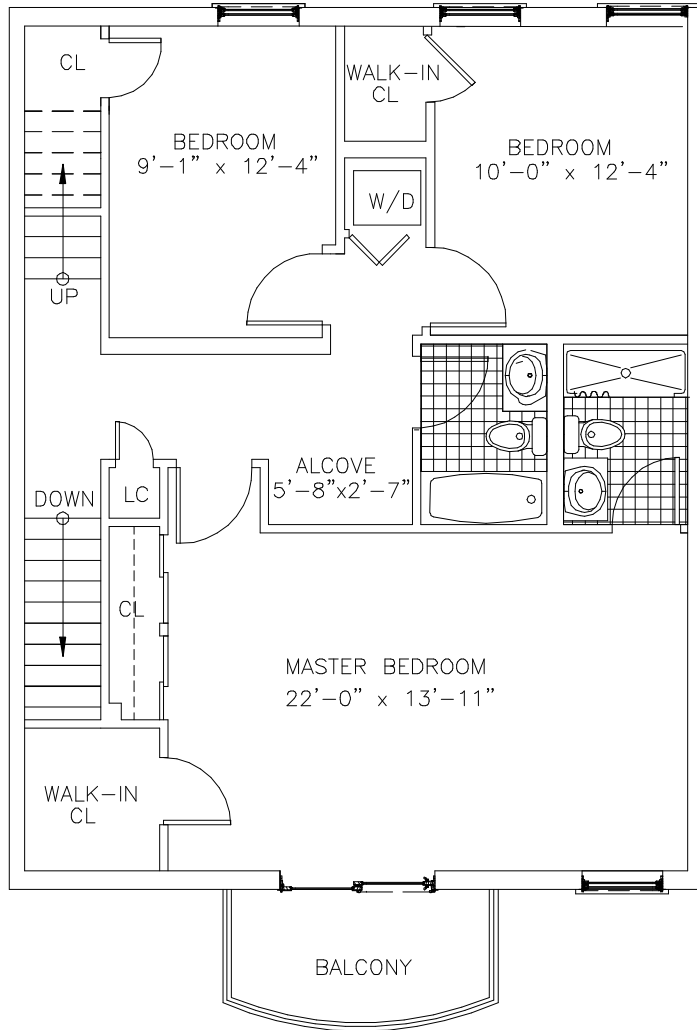 CL
WALK-IN
CL
BEDROOM
9'-1" x 12'-4"
BEDROOM
10'-0" x 12'-4"
W/D
UP
ALCOVE
5'-8"x2'-7"
DOWN
LC
CL
MASTER BEDROOM
22'-0" x 13'-11"
WALK-IN
CL
BALCONY